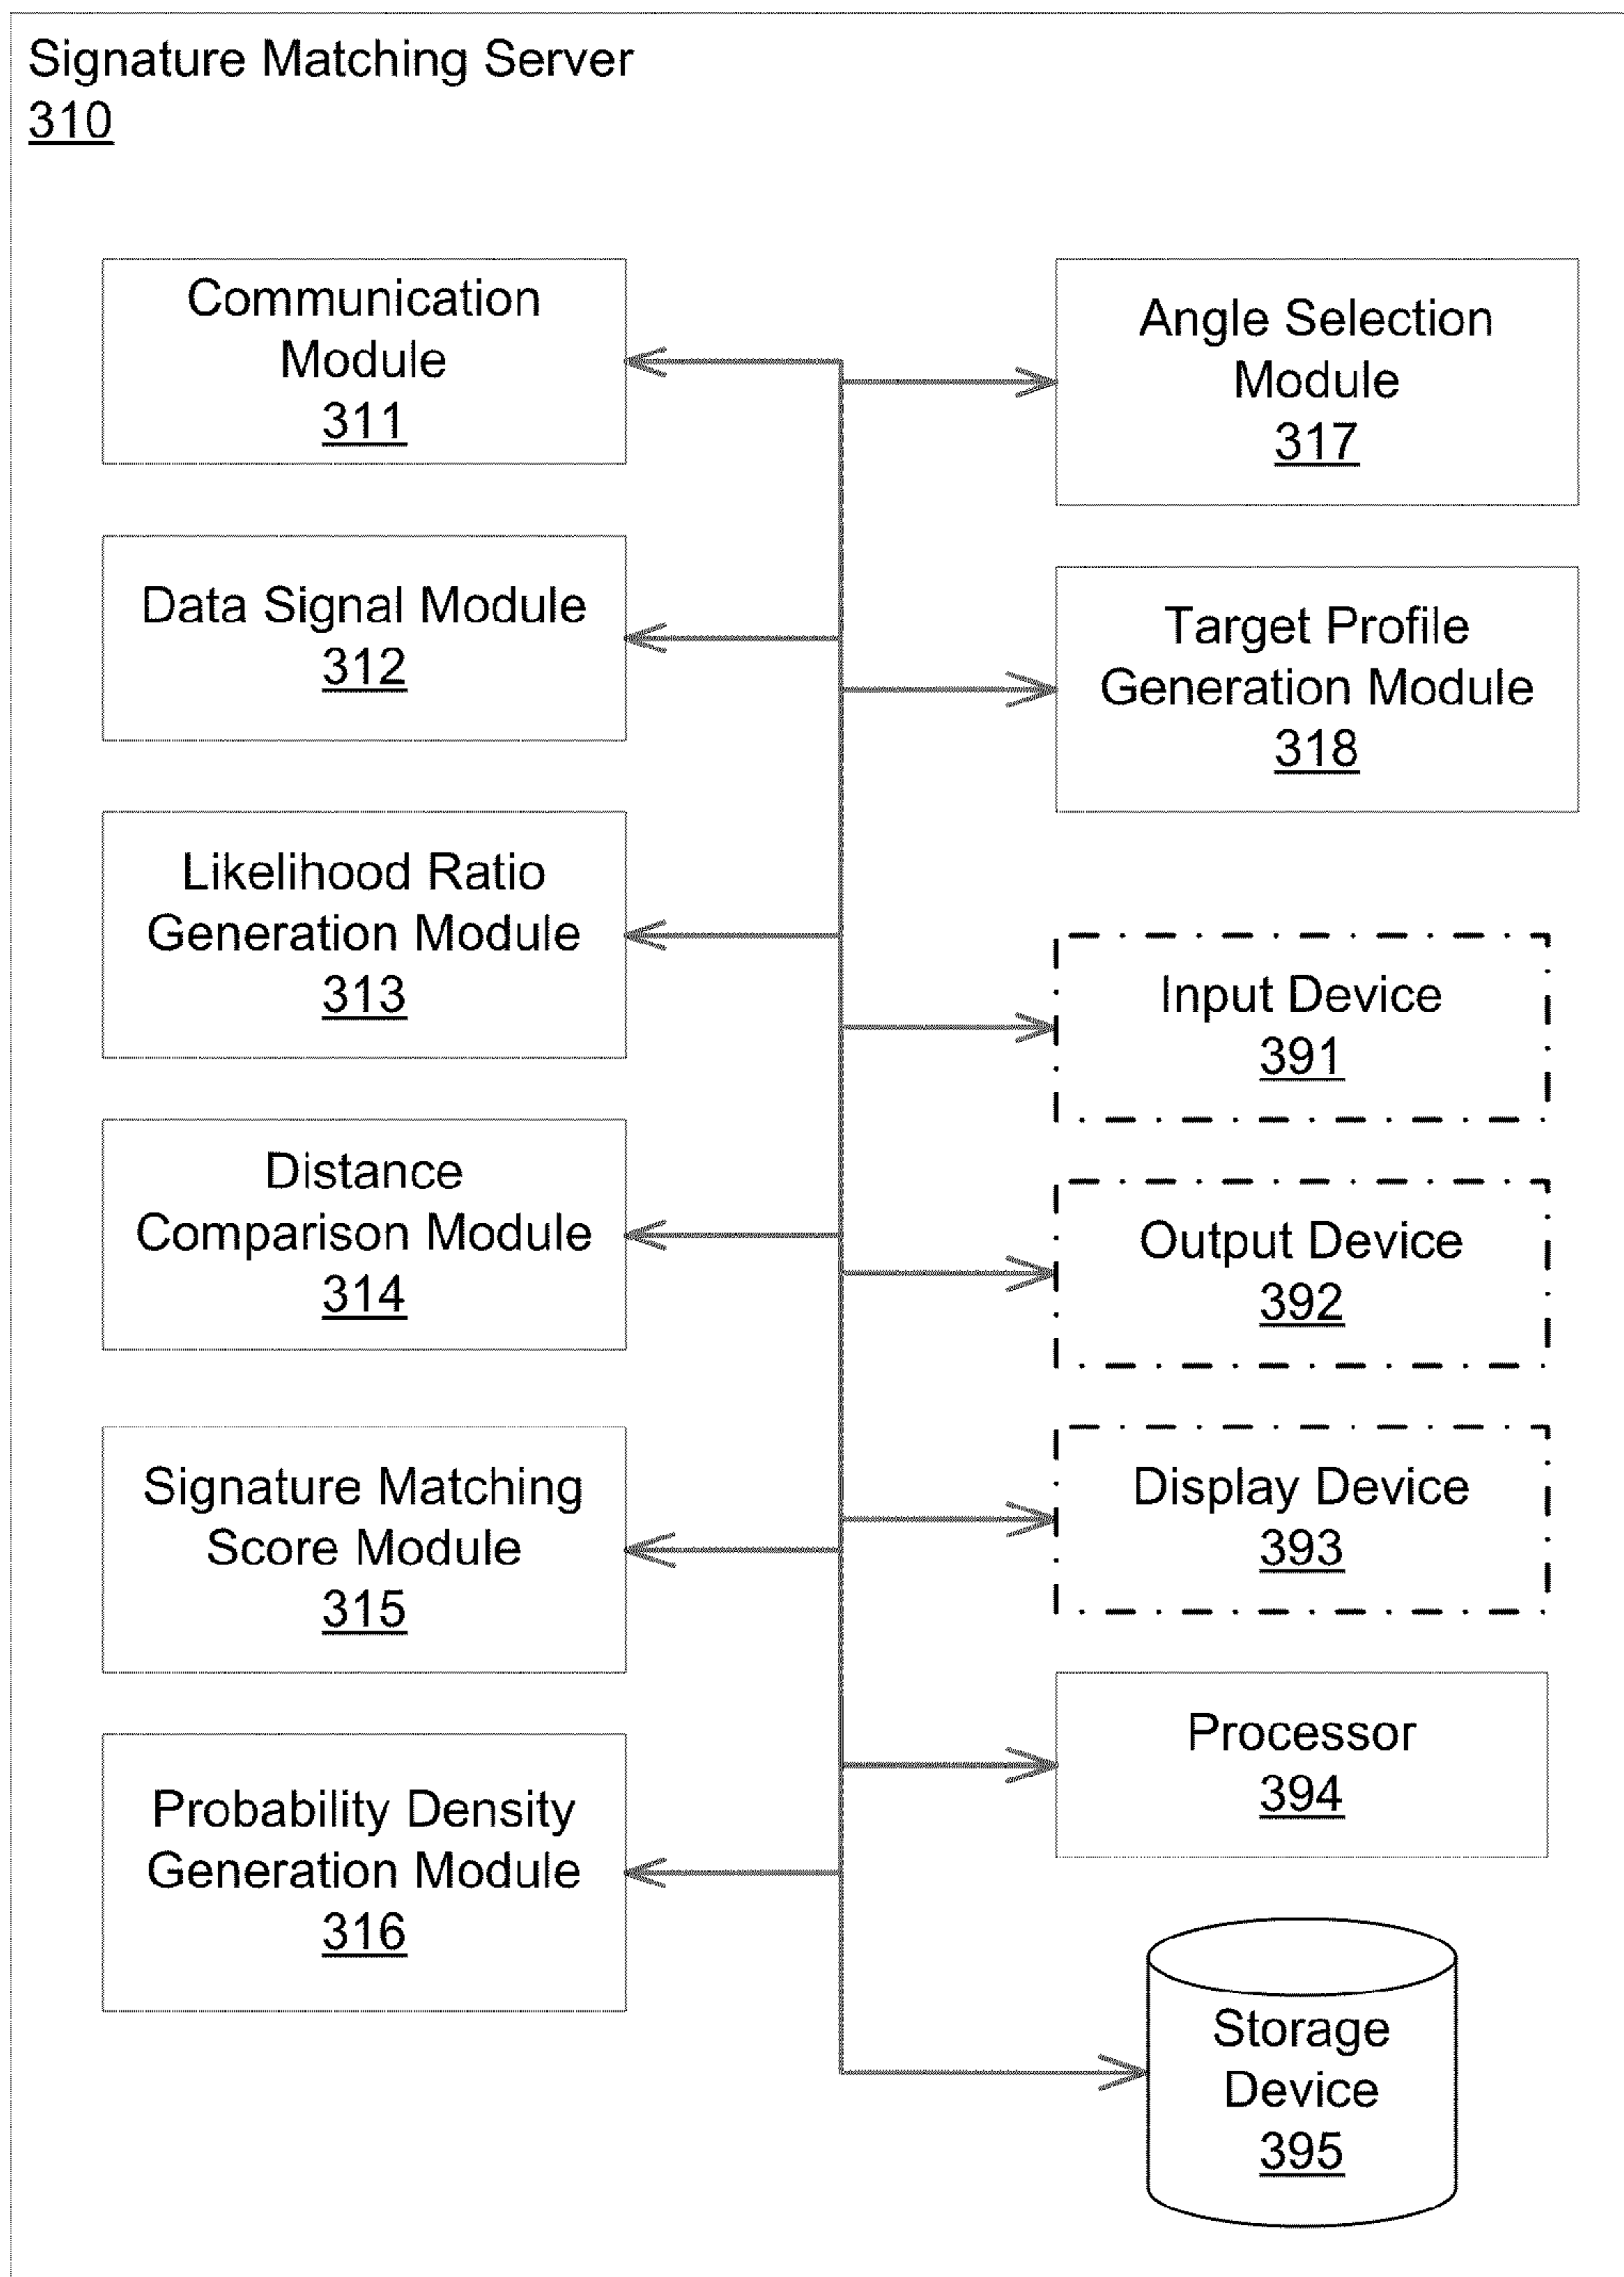 Signature Matching Server
310
Communication
Module
311
Data Signal Module
312
Likelihood Ratio
Generation Module
313
Distance
Comparison Module
314
Signature Matching
Score Module
315
Probability Density
Generation Module
316
Angle Selection
Module
317
Target Profile
Generation Module
318
Input Device
391
Output Device
392
Display Device
393
Processor
394
Storage
Device
395